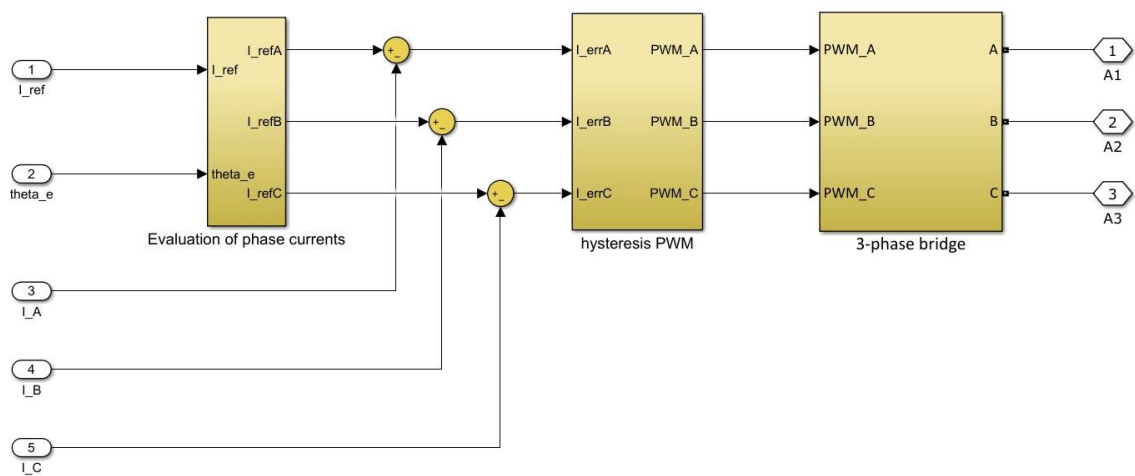 1
I_ref
2
theta_e
3
I_A
4
I_B
5
I_C
I_ref
theta_e
I_refA
I_refB
I_refC
Evaluation of phase currents
+
-
+
-
+
-
I_errA
I_errB
I_errC
PWM_A
PWM_B
PWM_C
hysteresis PWM
PWM_A
PWM_B
PWM_C
A
B
C
3-phase bridge
1
A1
2
A2
3
A3